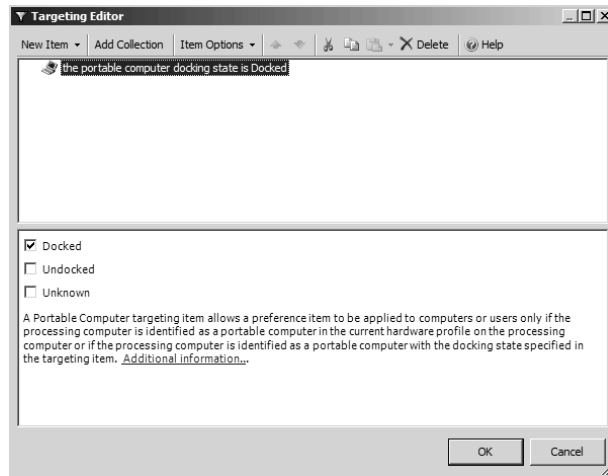 Targeting Editor
New Item Add Collection Item Options Delete Help
the portable computer docking state is Docked
Docked
Undocked
Unknown
A Portable Computer targeting item allows a preference item to be applied to computers or users only if the
processing computer is identified as a portable computer in the current hardware profile on the processing
computer or if the processing computer is identified as a portable computer with the docking state specified in
the targeting item. Additional information...
OK Cancel